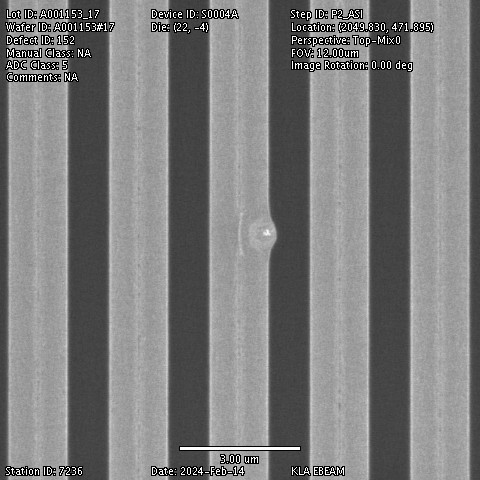 Lot ID: A001153_17 Device ID: S0004A Step ID: P2_ASI
Wafer ID: A001153#17 Die: (22, -4) Location: (2049.830, 471.895)
Defect ID: 152 Perspective: Top-Mix0
Manual Class: NA FOV: 12.00um
ADC Class: 5 Image Rotation: 0.00 deg
Comments: NA
3.00 um
Station ID: 7236 Date: 2024-Feb-14 KLA EBEAM